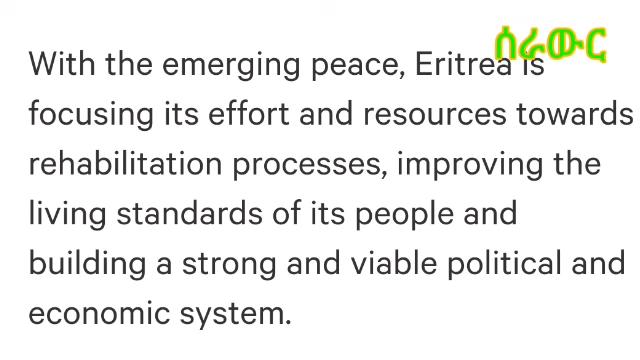 ሰራውር
With the emerging peace, Eritrea is
focusing its effort and resources towards
rehabilitation processes, improving the
living standards of its people and
building a strong and viable political and
economic system.